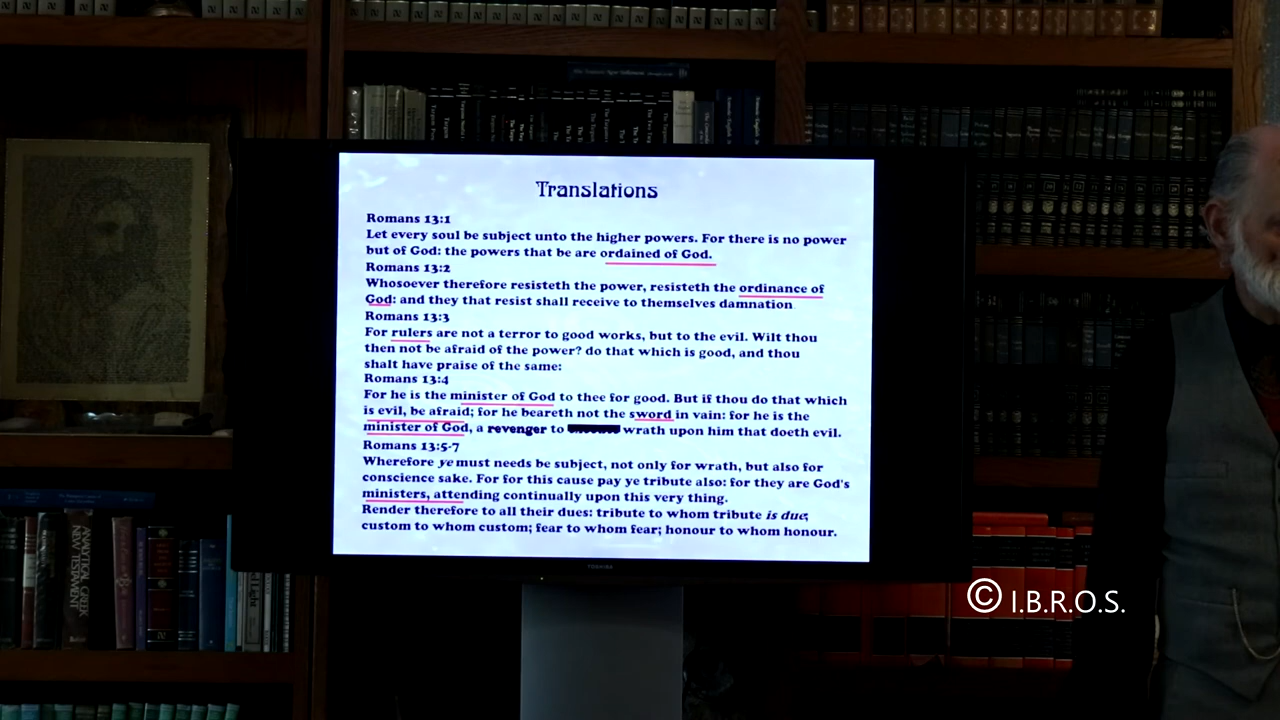 Translations
Romans 13:1
Let every soul be subject unto the higher powers. For there is no power
but of God: the powers that be are ordained of God.
Romans 13:2
Whosoever therefore resisteth the power, resisteth the ordinance of
God: and they that resist shall receive to themselves damnation.
Romans 13:3
For rulers are not a terror to good works, but to the evil. Wilt thou
then not be afraid of the power? do that which is good, and thou
shalt have praise of the same:
Romans 13:4
For he is the minister of God to thee for good. But if thou do that which
is evil, be afraid; for he beareth not the sword in vain: for he is the
minister of God, a revenger to wrath upon him that doeth evil.
Romans 13:5-7
Wherefore ye must needs be subject, not only for wrath, but also for
conscience sake. For for this cause pay ye tribute also: for they are God's
ministers, attending continually upon this very thing.
Render therefore to all their dues: tribute to whom tribute is due;
custom to whom custom; fear to whom fear; honour to whom honour.
TOSHIBA
ANALYTICAL GREEK
NEW TESTAMENT
© I.B.R.O.S.